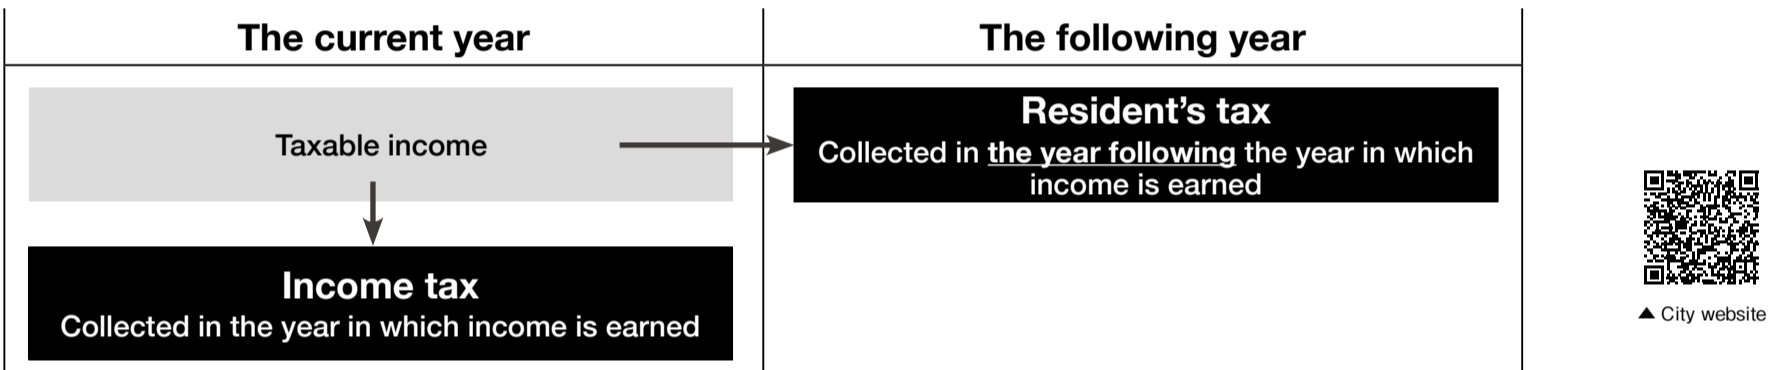 The current year
The following year
Taxable income
Resident's tax
Collected in the year following the year in which
income is earned
Income tax
Collected in the year in which income is earned
▲ City website